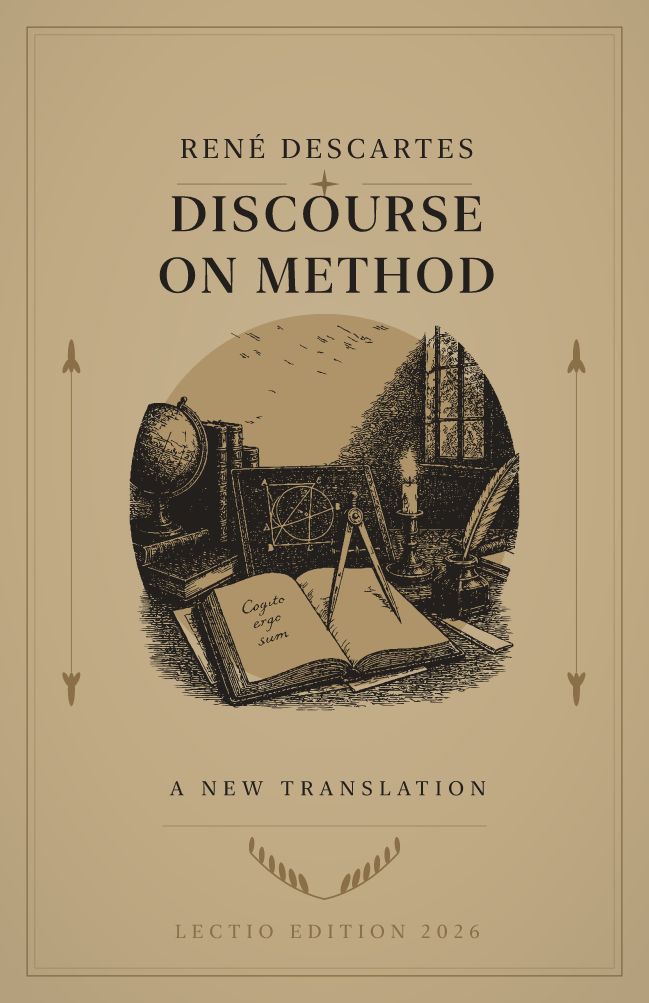 RENÉ DESCARTES
DISCOURSE
ON METHOD
Cogito
ergo
sum
A NEW TRANSLATION
LECTIO EDITION 2026